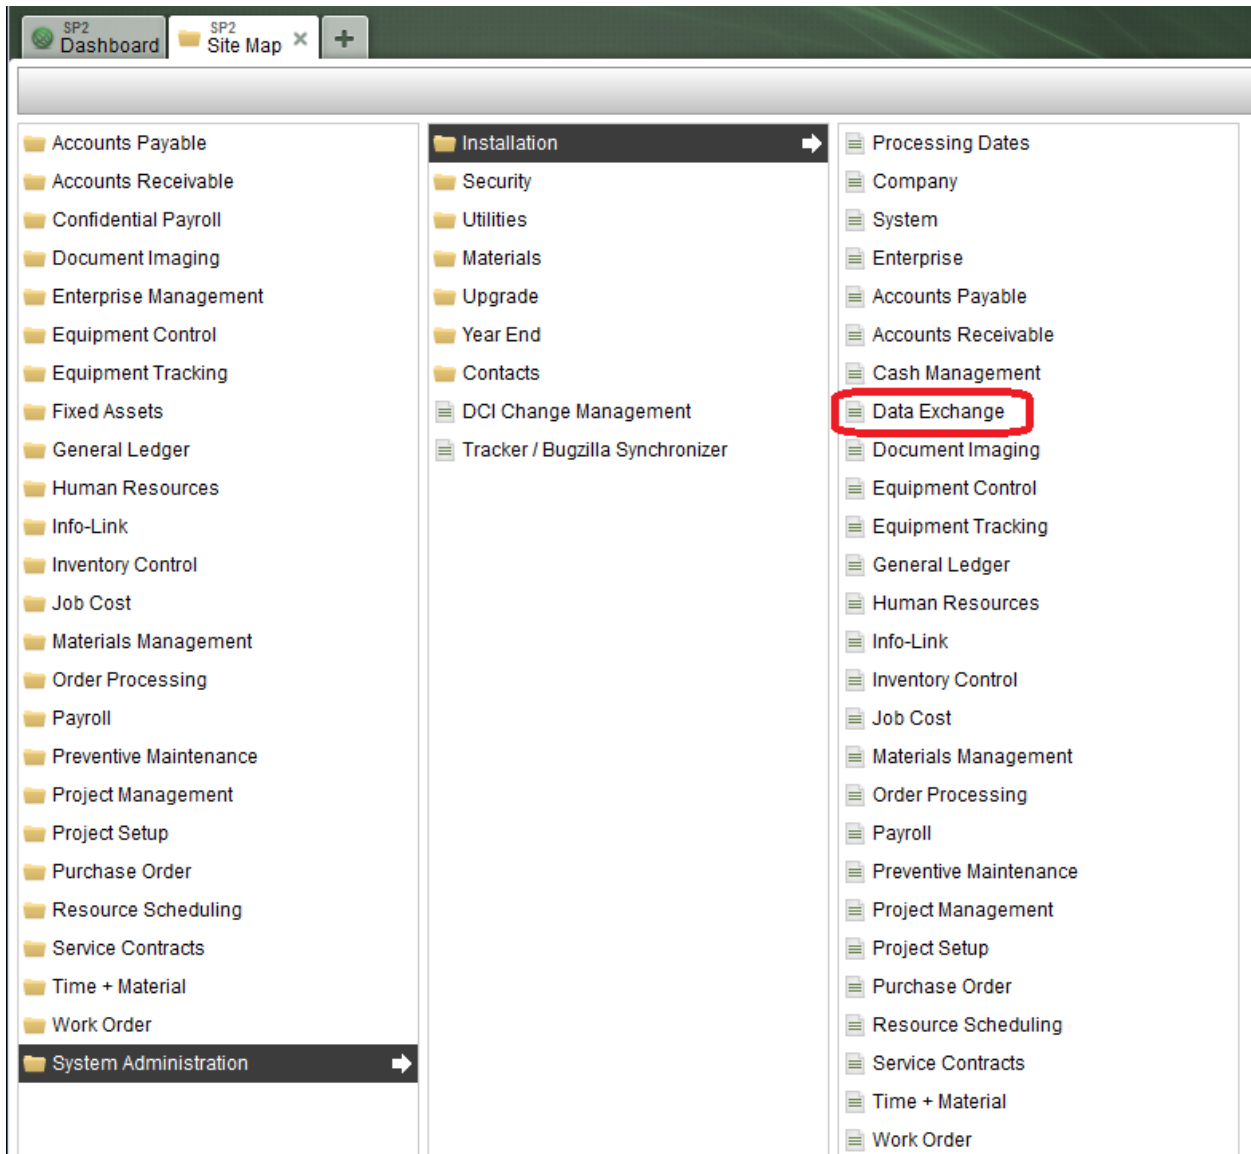 SP2
Dashboard
SP2
Site Map
Accounts Payable
Accounts Receivable
Confidential Payroll
Document Imaging
Enterprise Management
Equipment Control
Equipment Tracking
Fixed Assets
General Ledger
Human Resources
Info-Link
Inventory Control
Job Cost
Materials Management
Order Processing
Payroll
Preventive Maintenance
Project Management
Project Setup
Purchase Order
Resource Scheduling
Service Contracts
Time + Material
Work Order
System Administration
Installation
Security
Utilities
Materials
Upgrade
Year End
Contacts
DCI Change Management
Tracker / Bugzilla Synchronizer
Processing Dates
Company
System
Enterprise
Accounts Payable
Accounts Receivable
Cash Management
Data Exchange
Document Imaging
Equipment Control
Equipment Tracking
General Ledger
Human Resources
Info-Link
Inventory Control
Job Cost
Materials Management
Order Processing
Payroll
Preventive Maintenance
Project Management
Project Setup
Purchase Order
Resource Scheduling
Service Contracts
Time + Material
Work Order